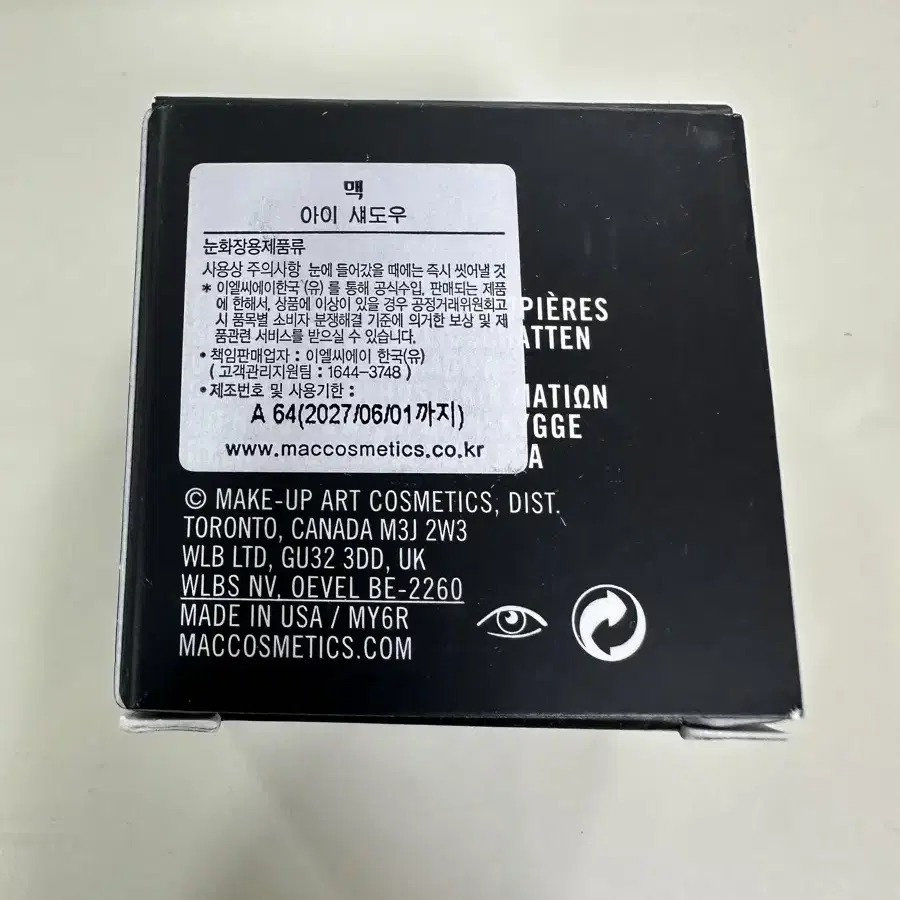 맥
아이 섀도우
눈화장용제품류
사용상 주의사항 눈에 들어갔을 때에는 즉시 씻어낼 것
* 이엘씨에이한국 (유) 를 통해 공식수입, 판매되는 제품
에 한해서, 상품에 이상이 있을 경우 공정거래위원회고
시 품목별 소비자 분쟁해결 기준에 의거한 보상 및 제
품관련 서비스를 받으실 수 있습니다.
• 책임판매업자 : 이엘씨에이 한국(유)
( 고객관리지원팀 : 1644-3748 )
• 제조번호 및 사용기한 :
A 64(2027/06/01까지)
www.maccosmetics.co.kr
PIÈRES
ATTEN
MATIΩN
YGGE
A
© MAKE-UP ART COSMETICS, DIST.
TORONTO, CANADA M3J 2W3
WLB LTD, GU32 3DD, UK
WLBS NV, OEVEL BE-2260
MADE IN USA / MY6R
MACCOSMETICS.COM